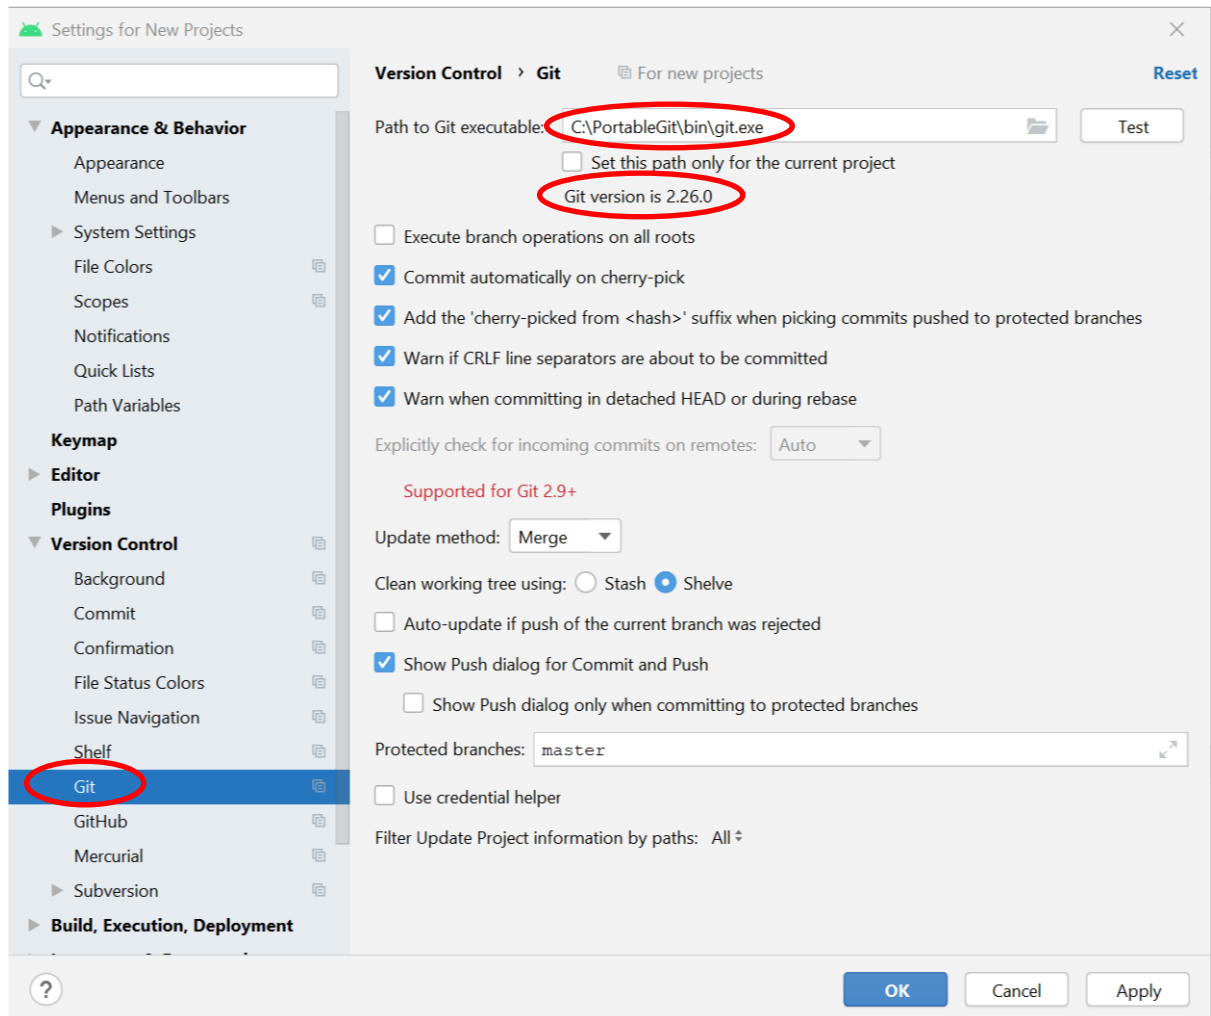 Settings for New Projects
Version Control › Git
For new projects
Reset
Appearance & Behavior
Appearance
Menus and Toolbars
System Settings
File Colors
Scopes
Notifications
Quick Lists
Path Variables
Keymap
Editor
Plugins
Version Control
Background
Commit
Confirmation
File Status Colors
Issue Navigation
Shelf
Git
GitHub
Mercurial
Subversion
Build, Execution, Deployment
Path to Git executable: C:\PortableGit\bin\git.exe Test
Set this path only for the current project
Git version is 2.26.0
Execute branch operations on all roots
Commit automatically on cherry-pick
Add the 'cherry-picked from <hash>' suffix when picking commits pushed to protected branches
Warn if CRLF line separators are about to be committed
Warn when committing in detached HEAD or during rebase
Explicitly check for incoming commits on remotes: Auto
Supported for Git 2.9+
Update method: Merge
Clean working tree using: Stash Shelve
Auto-update if push of the current branch was rejected
Show Push dialog for Commit and Push
Show Push dialog only when committing to protected branches
Protected branches: master
Use credential helper
Filter Update Project information by paths: All
?
OK Cancel Apply